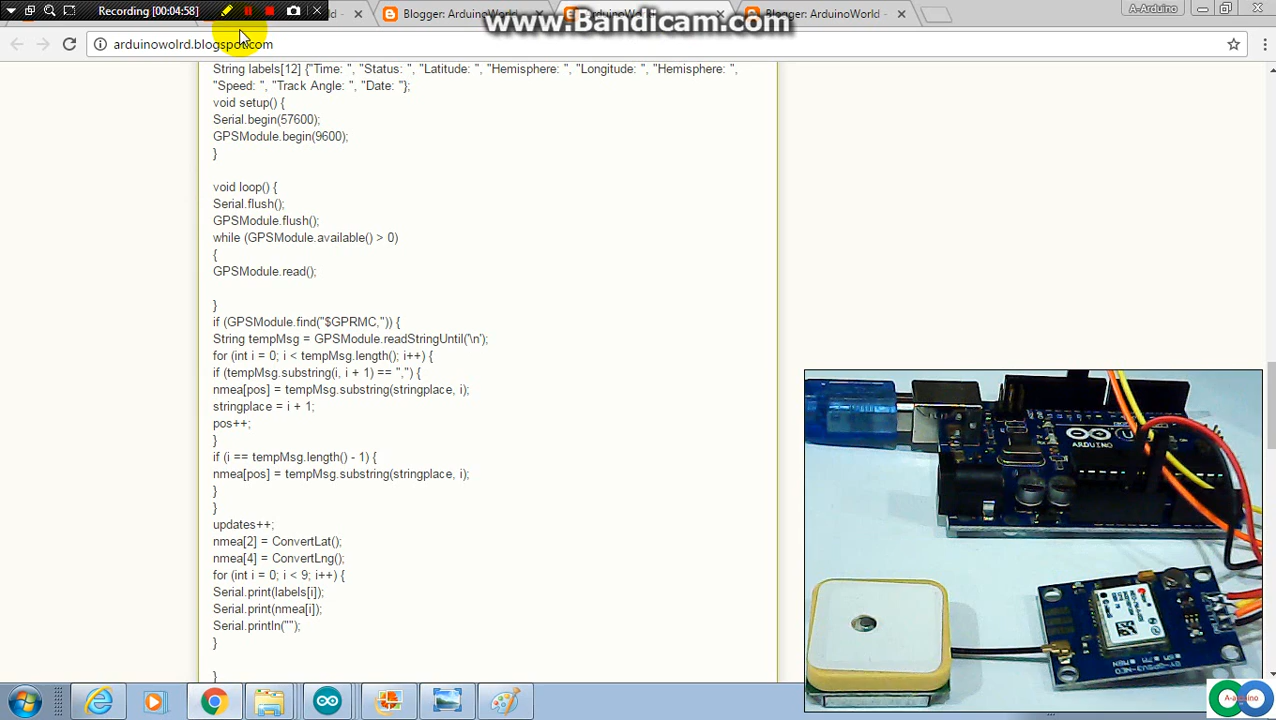 Recording [00:04:58]
Blogger: ArduinoWorld -
Blogger: ArduinoWorld -
A-Arduino
www.Bandicam.com
arduinowolrd.blogspot.com
String labels[12] {"Time: ", "Status: ", "Latitude: ", "Hemisphere: ", "Longitude: ", "Hemisphere: ",
"Speed: ", "Track Angle: ", "Date: "};
void setup() {
Serial.begin(57600);
GPSModule.begin(9600);
}
void loop() {
Serial.flush();
GPSModule.flush();
while (GPSModule.available() > 0)
{
GPSModule.read();
}
if (GPSModule.find("$GPRMC,")) {
String tempMsg = GPSModule.readStringUntil('\n');
for (int i = 0; i < tempMsg.length(); i++) {
if (tempMsg.substring(i, i + 1) == ",") {
nmea[pos] = tempMsg.substring(stringplace, i);
stringplace = i + 1;
pos++;
}
if (i == tempMsg.length() - 1) {
nmea[pos] = tempMsg.substring(stringplace, i);
}
}
updates++;
nmea[2] = ConvertLat();
nmea[4] = ConvertLng();
for (int i = 0; i < 9; i++) {
Serial.print(labels[i]);
Serial.print(nmea[i]);
Serial.println("");
}
}
ARDUINO
GY-GPSV3-NEO
A-arduino